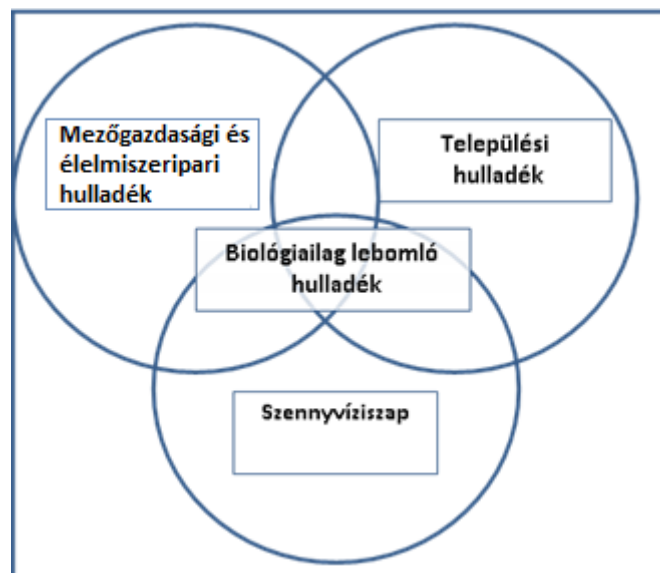 Mezőgazdasági és
élelmiszeripari
hulladék
Települési
hulladék
Biológiailag lebomló
hulladék
Szennyvíziszap